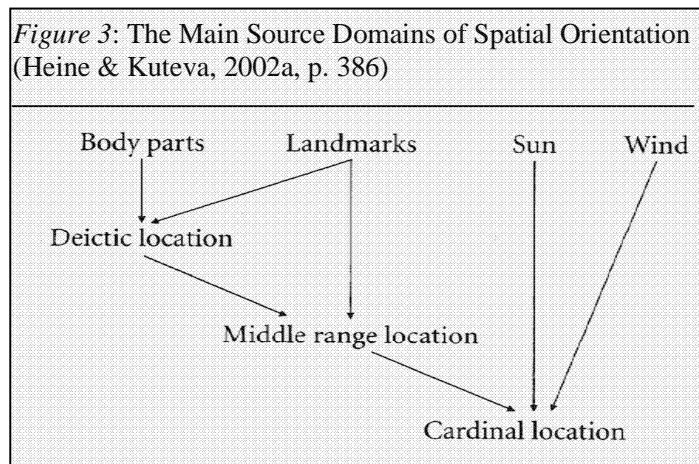 Figure 3: The Main Source Domains of Spatial Orientation
(Heine & Kuteva, 2002a, p. 386)
Body parts Landmarks Sun Wind
Deictic location
Middle range location
Cardinal location